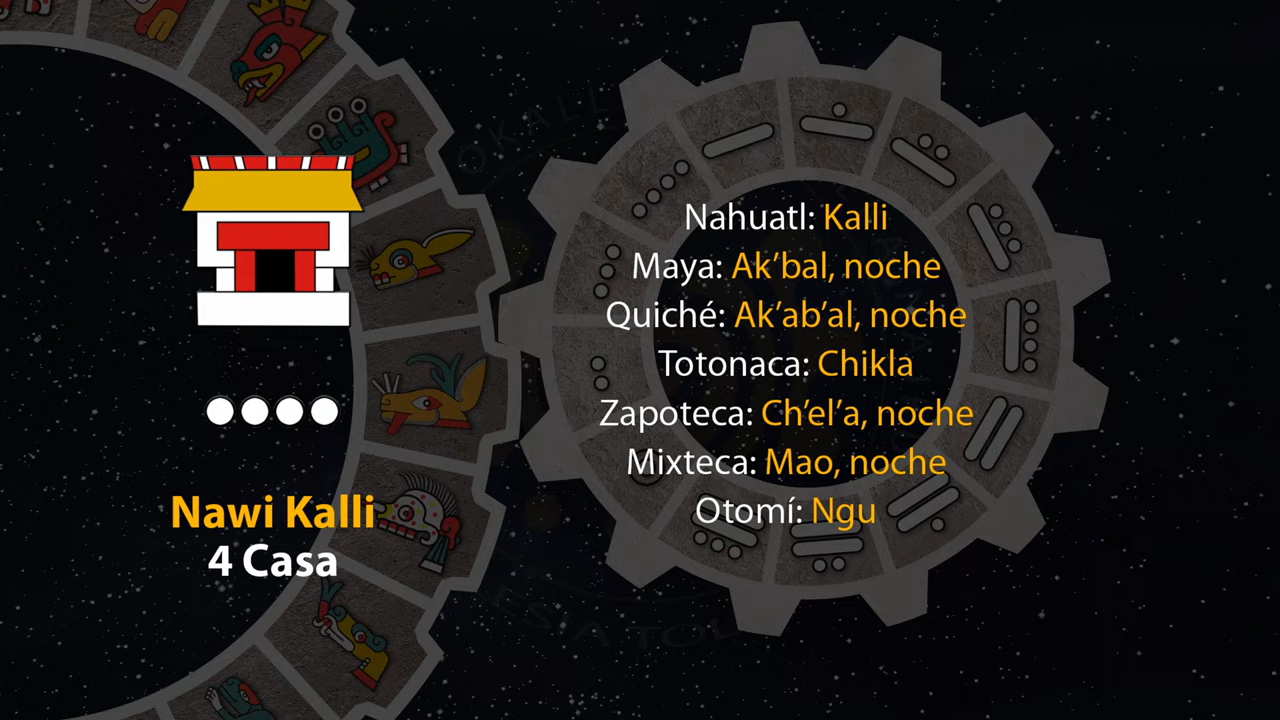 Nawi Kalli
4 Casa
Nahuatl: Kalli
Maya: Ak’bal, noche
Quiché: Ak’ab’al, noche
Totonaca: Chikla
Zapoteca: Ch’el’a, noche
Mixteca: Mao, noche
Otomí: Ngu